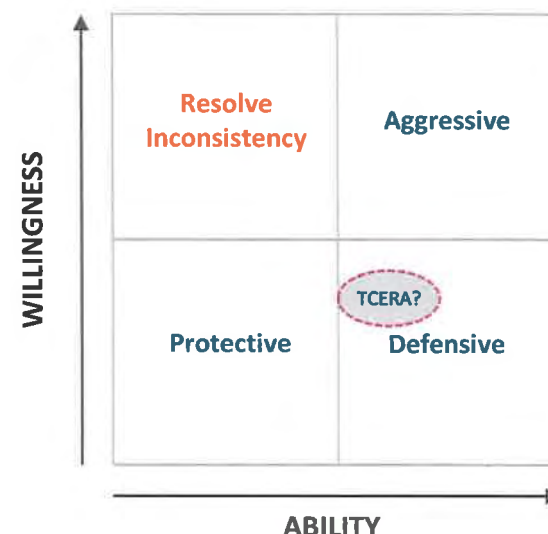 WILLINGNESS
Resolve
Inconsistency
Aggressive
TCERA?
Protective
Defensive
ABILITY